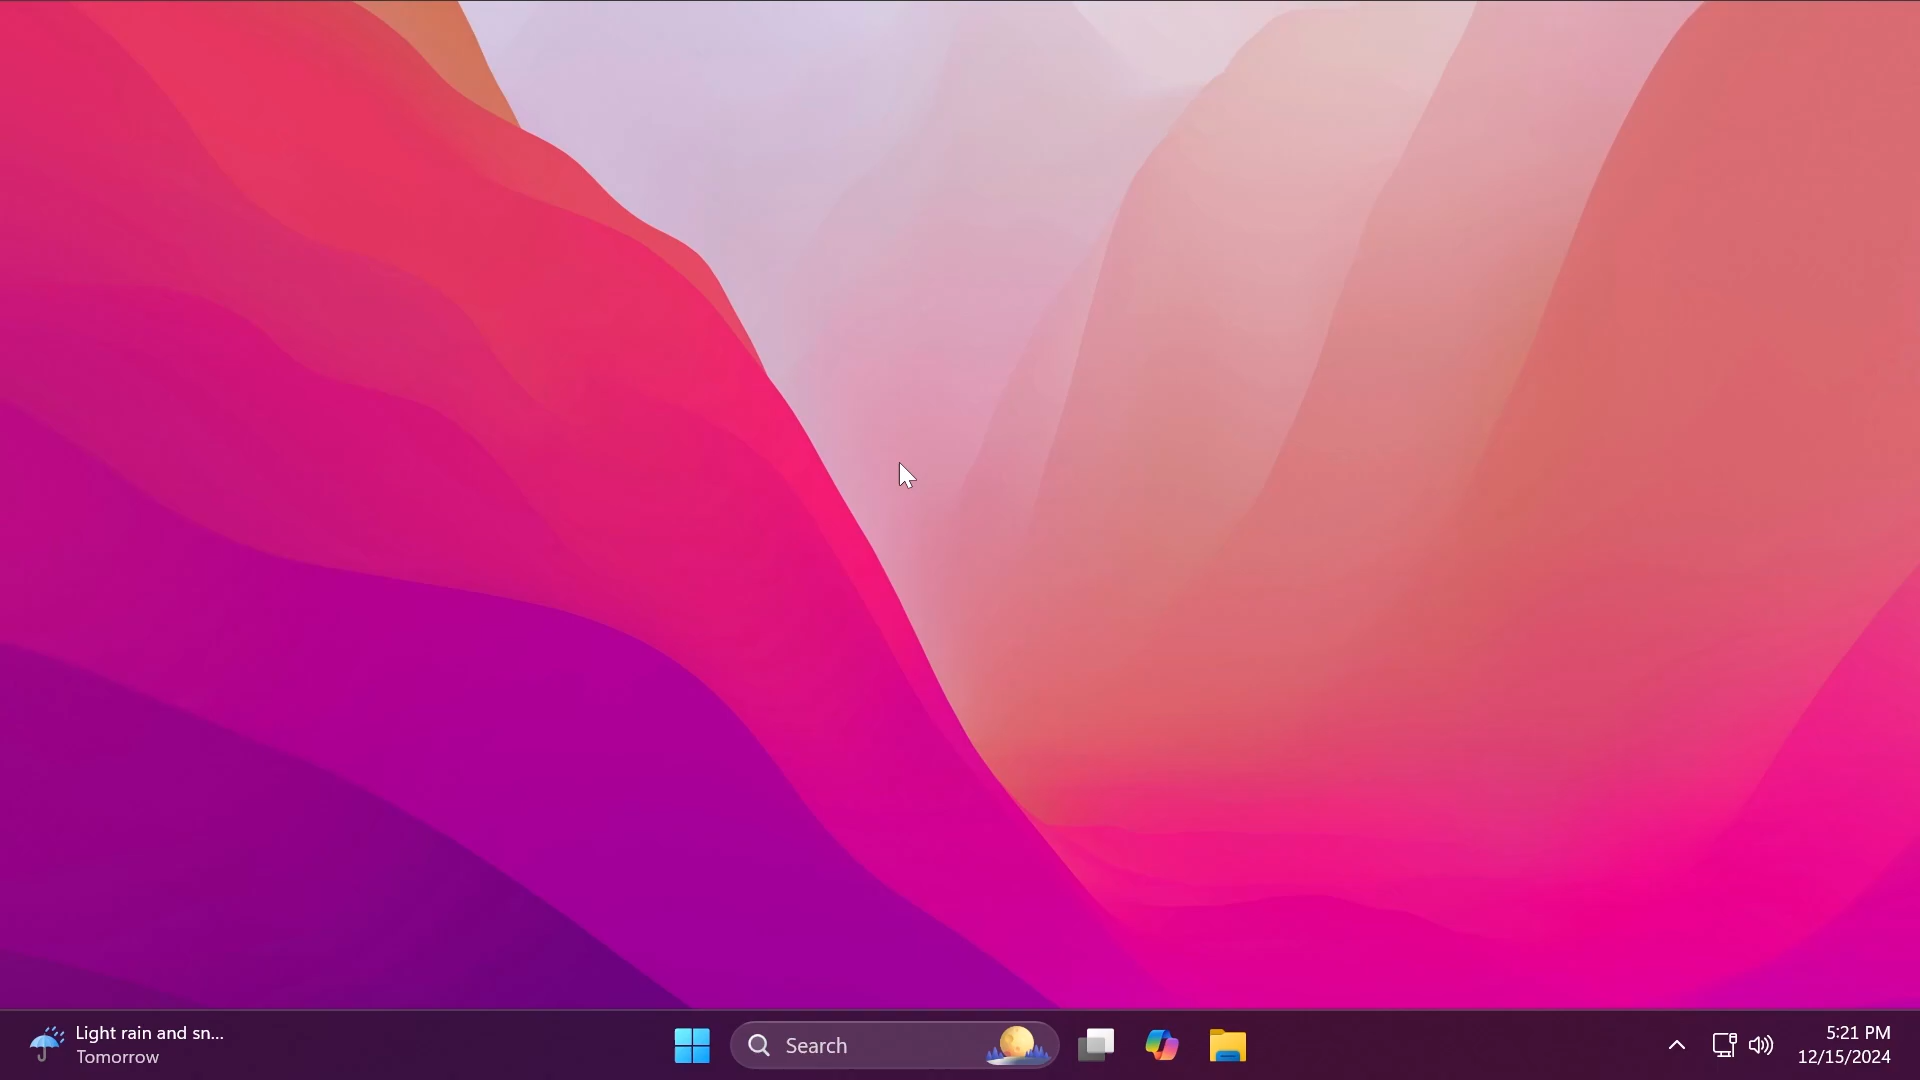 Light rain and sn...
Tomorrow
Search
5:21 PM
12/15/2024